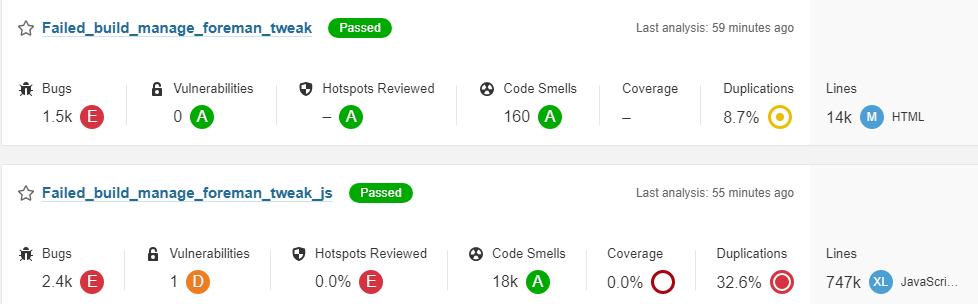 Failed_build_manage_foreman_tweak Passed Last analysis: 59 minutes ago
Bugs Vulnerabilities Hotspots Reviewed Code Smells Coverage Duplications Lines
1.5k E 0 A – A 160 A – 8.7% 14k M HTML
Failed_build_manage_foreman_tweak_js Passed Last analysis: 55 minutes ago
Bugs Vulnerabilities Hotspots Reviewed Code Smells Coverage Duplications Lines
2.4k E 1 D 0.0% E 18k A 0.0% 32.6% 747k XL JavaScri...